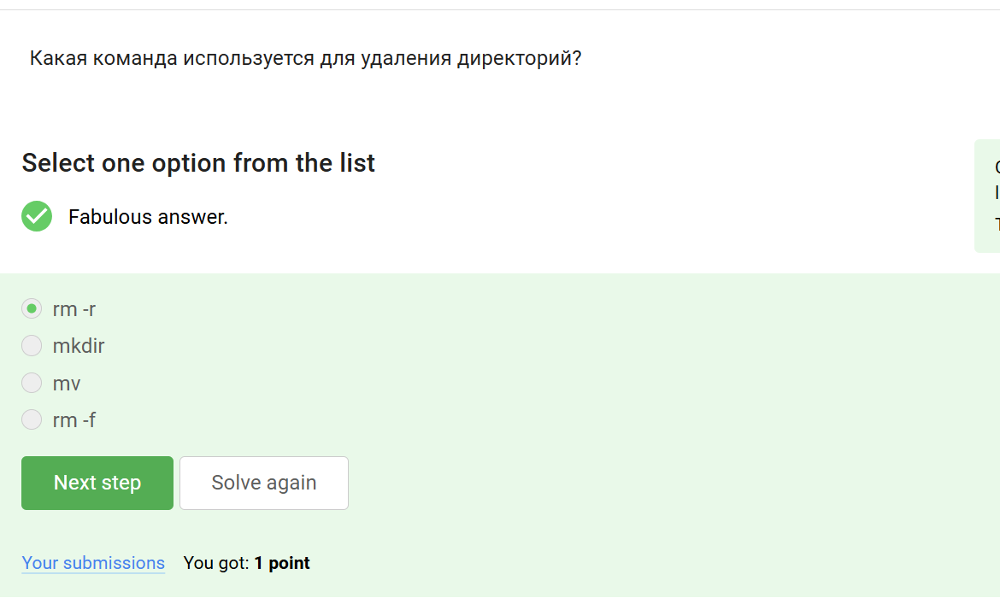 Какая команда используется для удаления директорий?
Select one option from the list
Fabulous answer.
rm -r
mkdir
mv
rm -f
Next step
Solve again
Your submissions You got: 1 point